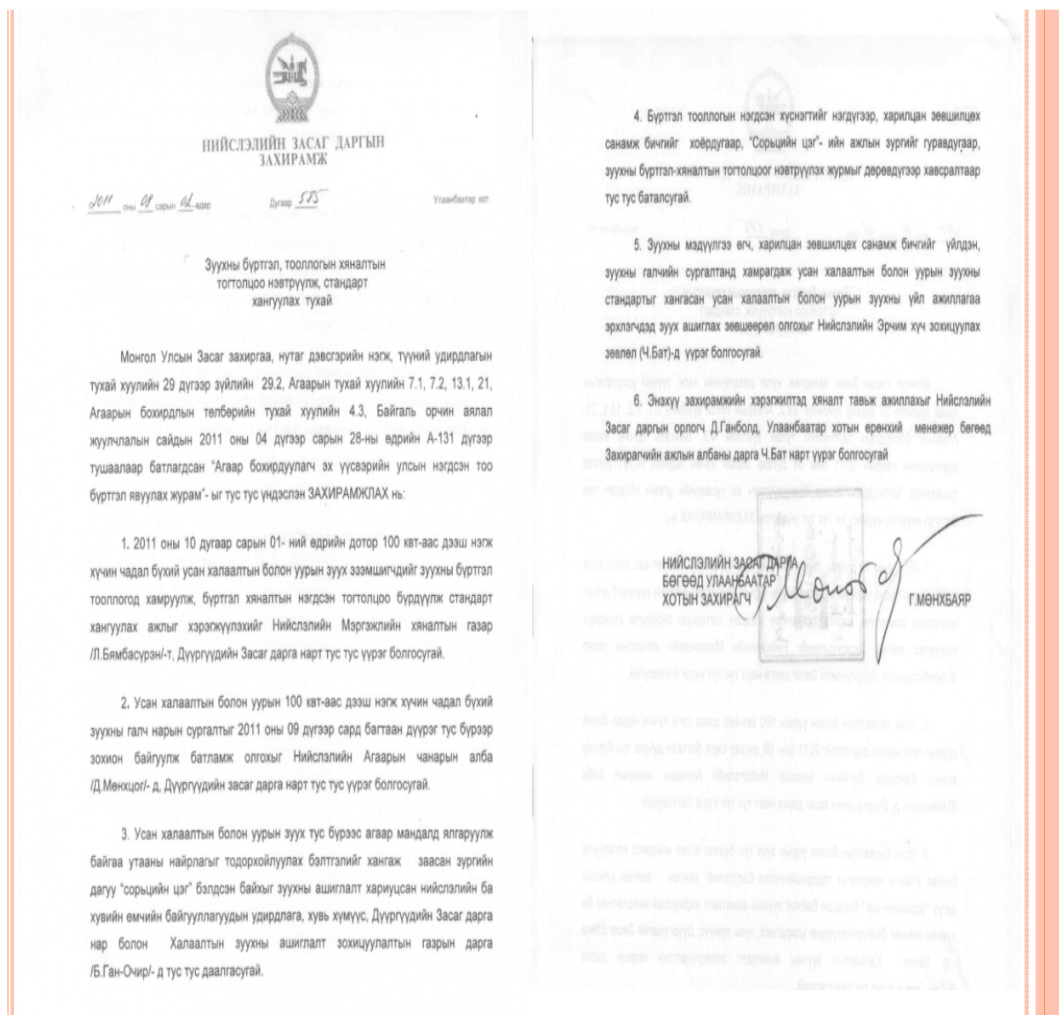 НИЙСЛЭЛИЙН ЗАСАГ ДАРГЫН
ЗАХИРАМЖ
2011 оны 08 сарын 02 өдөр Дугаар 585 Улаанбаатар хот
Зуухны бүртгэл, тооллогын хяналтын
тогтолцоо нэвтрүүлж, стандарт
хангуулах тухай
Монгол Улсын Засаг захиргаа, нутаг дэвсгэрийн нэгж, түүний удирдлагын
тухай хуулийн 29 дүгээр зүйлийн 29.2, Агаарын тухай хуулийн 7.1, 7.2, 13.1, 21,
Агаарын бохирдлын төлбөрийн тухай хуулийн 4.3, Байгаль орчин аялал
жуулчлалын сайдын 2011 оны 04 дүгээр сарын 28-ны өдрийн А-131 дүгээр
тушаалаар батлагдсан “Агаар бохирдуулагч эх үүсвэрийн улсын нэгдсэн тоо
бүртгэл явуулах журам”- ыг тус тус үндэслэн ЗАХИРАМЖЛАХ нь:
1. 2011 оны 10 дугаар сарын 01- ний өдрийн дотор 100 квт-аас дээш нэгж
хүчин чадал бүхий усан халаалтын болон уурын зуух эзэмшигчдийг зуухны бүртгэл
тооллогод хамруулж, бүртгэл хяналтын нэгдсэн тогтолцоо бүрдүүлж стандарт
хангуулах ажлыг хэрэгжүүлэхийг Нийслэлийн Мэргэжлийн хяналтын газар
/Л.Бямбасүрэн/-т, Дүүргүүдийн Засаг дарга нарт тус тус үүрэг болгосугай.
2. Усан халаалтын болон уурын 100 квт-аас дээш нэгж хүчин чадал бүхий
зуухны галч нарын сургалтыг 2011 оны 09 дүгээр сард багтаан дүүрэг тус бүрээр
зохион байгуулж батламж олгохыг Нийслэлийн Агаарын чанарын алба
/Д.Мөнхцог/- д, Дүүргүүдийн засаг дарга нарт тус тус үүрэг болгосугай.
3. Усан халаалтын болон уурын зуух тус бүрээс агаар мандалд ялгаруулж
байгаа утааны найрлагыг тодорхойлуулах бэлтгэлийг хангаж заасан зургийн
дагуу “сорьцийн цэг” бэлдсэн байхыг зуухны ашиглалт хариуцсан нийслэлийн ба
хувийн өмчийн байгууллагуудын удирдлага, хувь хүмүүс, Дүүргүүдийн Засаг дарга
нар болон Халаалтын зуухны ашиглалт зохицуулалтын газрын дарга
/Б.Ган-Очир/- д тус тус даалгасугай.
4. Бүртгэл тооллогын нэгдсэн хүснэгтийг нэгдүгээр, харилцан зөвшилцөх
санамж бичгийг хоёрдугаар, “Сорьцийн цэг”- ийн ажлын зургийг гуравдугаар,
зуухны бүртгэл-хяналтын тогтолцоог нэвтрүүлэх журмыг дөрөвдүгээр хавсралтаар
тус тус баталсугай.
5. Зуухны мэдүүлгээ өгч, харилцан зөвшилцөх санамж бичгийг үйлдэн,
зуухны галчийн сургалтанд хамрагдаж усан халаалтын болон уурын зуухны
стандартыг хангасан усан халаалтын болон уурын зуухны үйл ажиллагаа
эрхлэгчдэд зуух ашиглах зөвшөөрөл олгохыг Нийслэлийн Эрчим хүч зохицуулах
зөвлөл (Ч.Бат)-д үүрэг болгосугай.
6. Энэхүү захирамжийн хэрэгжилтэд хяналт тавьж ажиллахыг Нийслэлийн
Засаг даргын орлогч Д.Ганболд, Улаанбаатар хотын ерөнхий менежер бөгөөд
Захирагчийн ажлын албаны дарга Ч.Бат нарт үүрэг болгосугай
НИЙСЛЭЛИЙН ЗАСАГ ДАРГА
БӨГӨӨД УЛААНБААТАР
ХОТЫН ЗАХИРАГЧ Г.МӨНХБАЯР